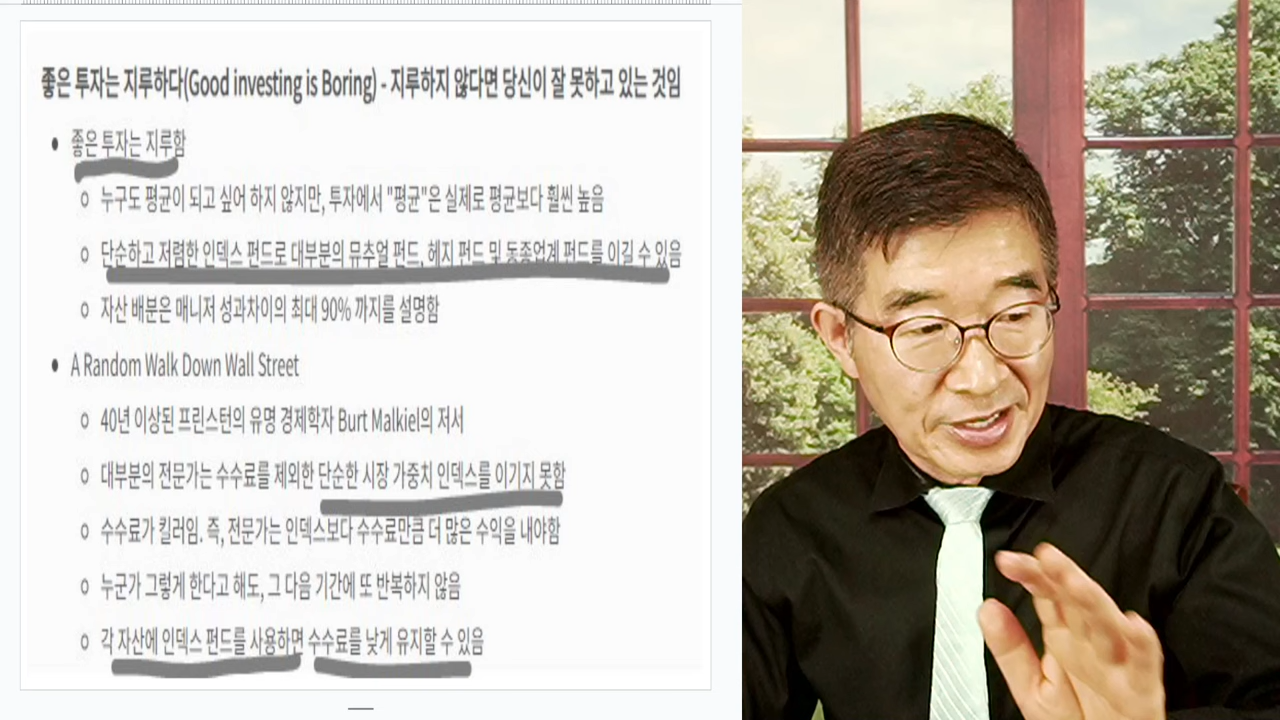 좋은 투자는 지루하다(Good investing is Boring) - 지루하지 않다면 당신이 잘 못하고 있는 것임
• 좋은 투자는 지루함
o 누구도 평균이 되고 싶어 하지 않지만, 투자에서 "평균"은 실제로 평균보다 훨씬 높음
o 단순하고 저렴한 인덱스 펀드로 대부분의 뮤추얼 펀드, 헤지 펀드 및 동종업계 펀드를 이길 수 있음
o 자산 배분은 매니저 성과차이의 최대 90% 까지를 설명함
• A Random Walk Down Wall Street
o 40년 이상된 프린스턴의 유명 경제학자 Burt Malkiel의 저서
o 대부분의 전문가는 수수료를 제외한 단순한 시장 가중치 인덱스를 이기지 못함
o 수수료가 킬러임. 즉, 전문가는 인덱스보다 수수료만큼 더 많은 수익을 내야함
o 누군가 그렇게 한다고 해도, 그 다음 기간에 또 반복하지 않음
o 각 자산에 인덱스 펀드를 사용하면 수수료를 낮게 유지할 수 있음